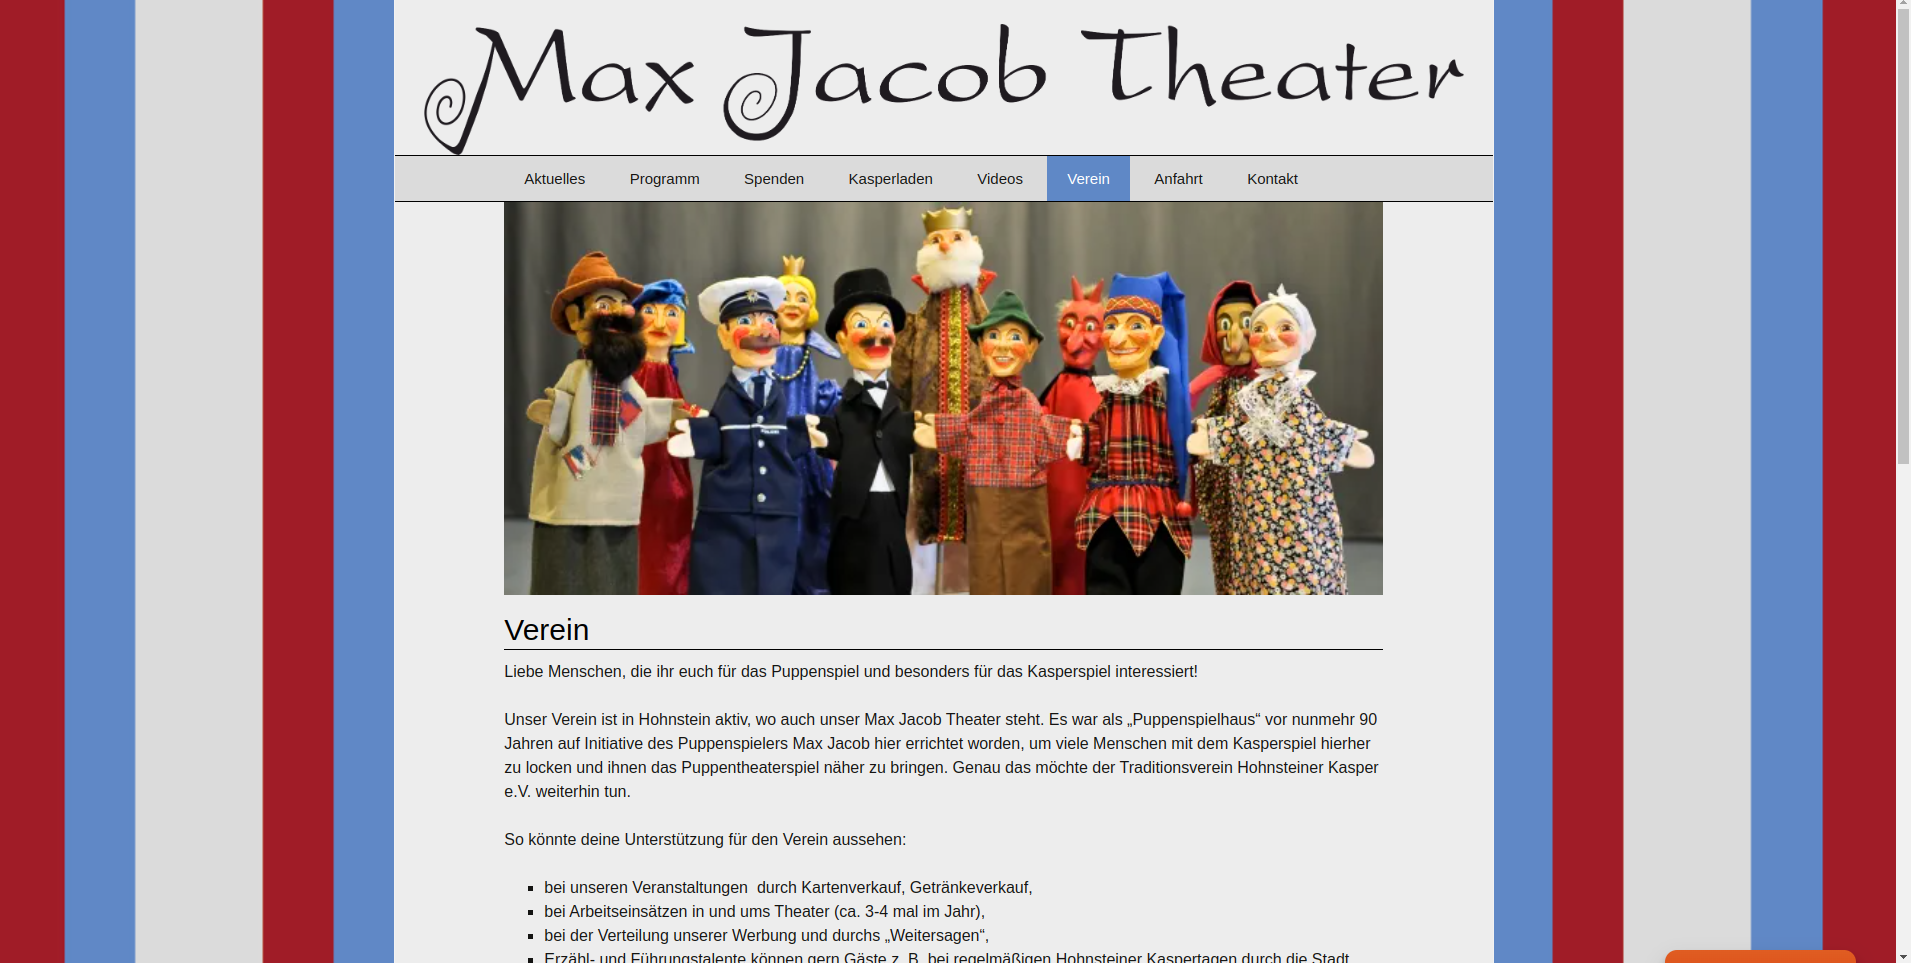 Max Jacob Theater
Aktuelles Programm Spenden Kasperladen Videos Verein Anfahrt Kontakt
Verein
Liebe Menschen, die ihr euch für das Puppenspiel und besonders für das Kasperspiel interessiert!
Unser Verein ist in Hohnstein aktiv, wo auch unser Max Jacob Theater steht. Es war als „Puppenspielhaus“ vor nunmehr 90
Jahren auf Initiative des Puppenspielers Max Jacob hier errichtet worden, um viele Menschen mit dem Kasperspiel hierher
zu locken und ihnen das Puppentheaterspiel näher zu bringen. Genau das möchte der Traditionsverein Hohnsteiner Kasper
e.V. weiterhin tun.
So könnte deine Unterstützung für den Verein aussehen:
bei unseren Veranstaltungen  durch Kartenverkauf, Getränkeverkauf,
bei Arbeitseinsätzen in und ums Theater (ca. 3-4 mal im Jahr),
bei der Verteilung unserer Werbung und durchs „Weitersagen“,
Erzähl- und Führungstalente können gern Gäste z. B. bei regelmäßigen Hohnsteiner Kaspertagen durch die Stadt